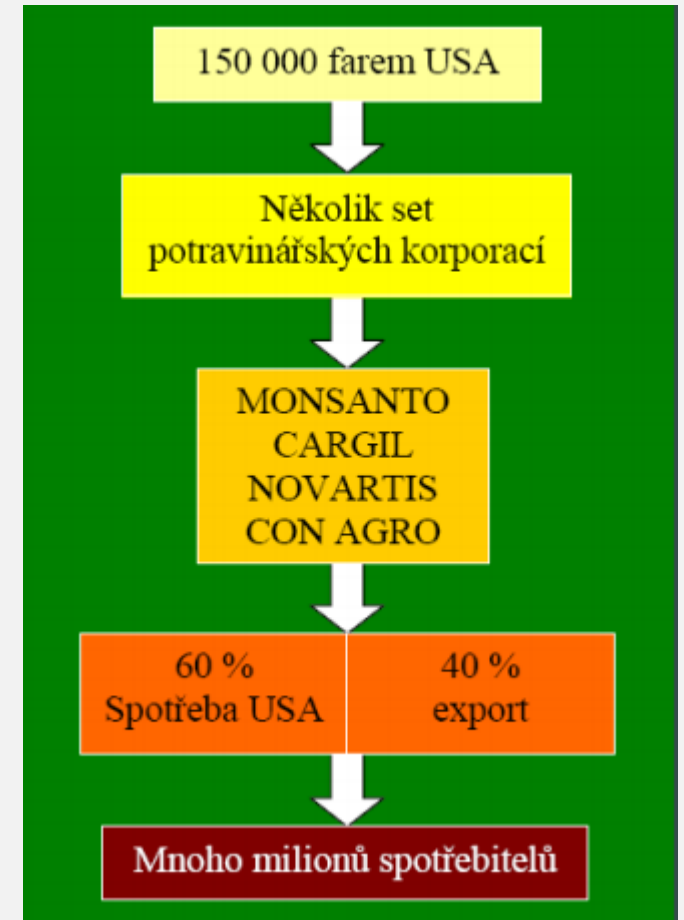 150 000 farem USA
Několik set
potravinářských korporací
MONSANTO
CARGIL
NOVARTIS
CON AGRO
60 %
Spotřeba USA
40 %
export
Mnoho milionů spotřebitelů